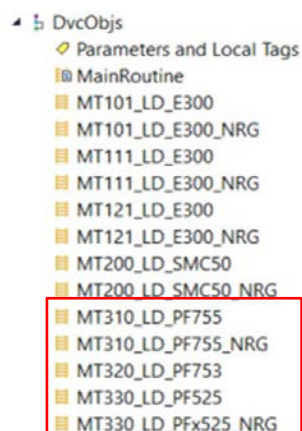 DvcObjs
Parameters and Local Tags
MainRoutine
MT101_LD_E300
MT101_LD_E300_NRG
MT111_LD_E300
MT111_LD_E300_NRG
MT121_LD_E300
MT121_LD_E300_NRG
MT200_LD_SMC50
MT200_LD_SMC50_NRG
MT310_LD_PF755
MT310_LD_PF755_NRG
MT320_LD_PF753
MT330_LD_PF525
MT330_LD_PFx525_NRG